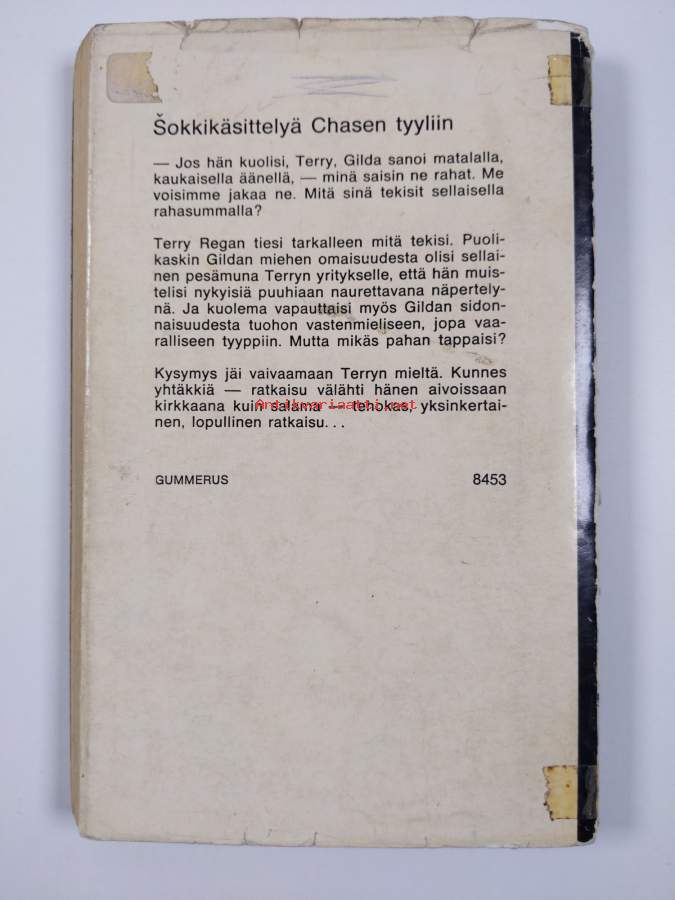 Šokkikäsittelyä Chasen tyyliin
— Jos hän kuolisi, Terry, Gilda sanoi matalalla,
kaukaisella äänellä, — minä saisin ne rahat. Me
voisimme jakaa ne. Mitä sinä tekisit sellaisella
rahasummalla?
Terry Regan tiesi tarkalleen mitä tekisi. Puoli-
kaskin Gildan miehen omaisuudesta olisi sellai-
nen pesämuna Terryn yritykselle, että hän muis-
telisi nykyisiä puuhiaan naurettavana näpertely-
nä. Ja kuolema vapauttaisi myös Gildan sidon-
naisuudesta tuohon vastenmieliseen, jopa vaa-
ralliseen tyyppiin. Mutta mikäs pahan tappaisi?
Kysymys jäi vaivaamaan Terryn mieltä. Kunnes
yhtäkkiä — ratkaisu välähti hänen aivoissaan
kirkkaana kuin salama — tehokas, yksinkertai-
nen, lopullinen ratkaisu...
Antikvariaatti.net
GUMMERUS 8453